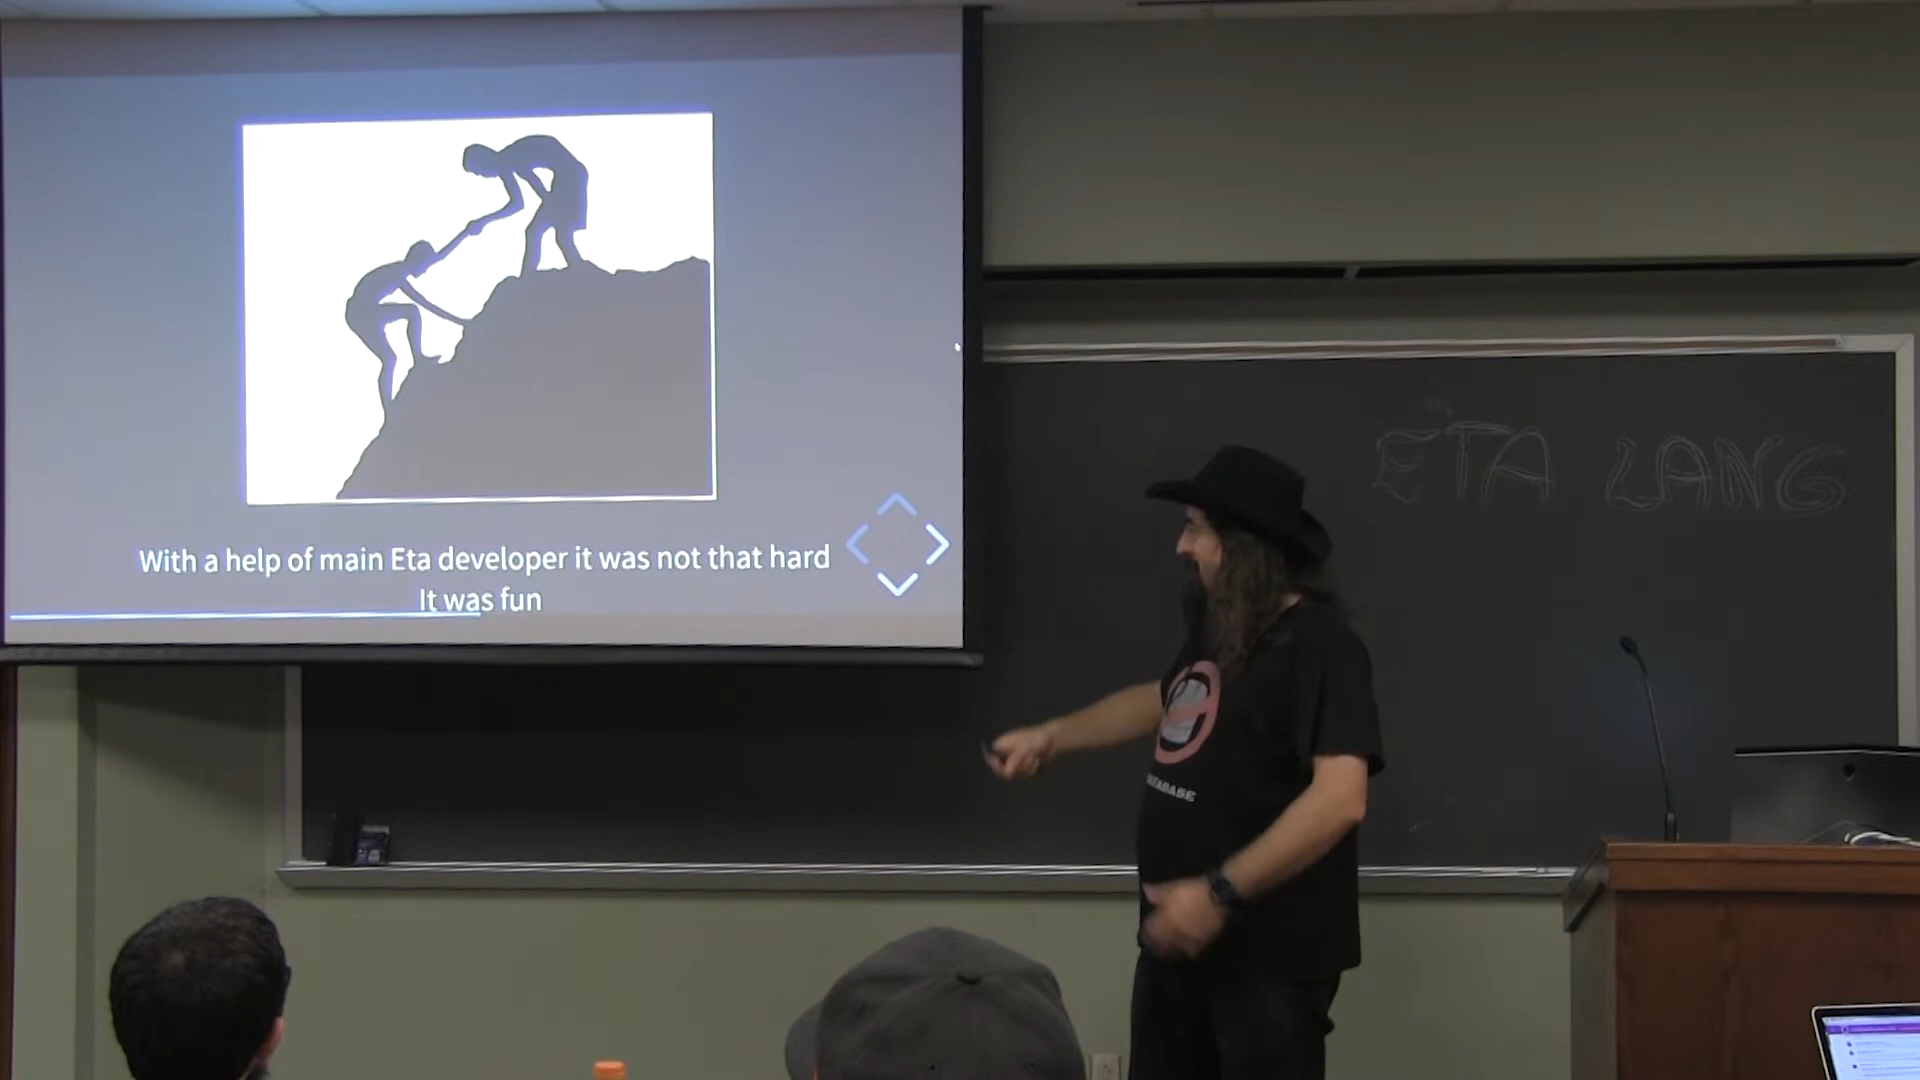 With a help of main Eta developer it was not that hard
It was fun
ETA LANG